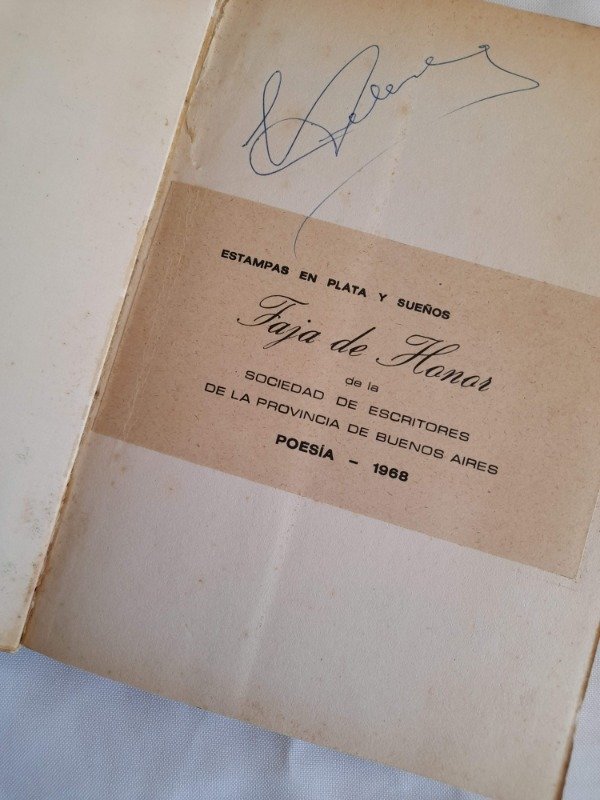 ESTAMPAS EN PLATA Y SUEÑOS
Faja de Honor
de la
SOCIEDAD DE ESCRITORES
DE LA PROVINCIA DE BUENOS AIRES
POESÍA - 1968